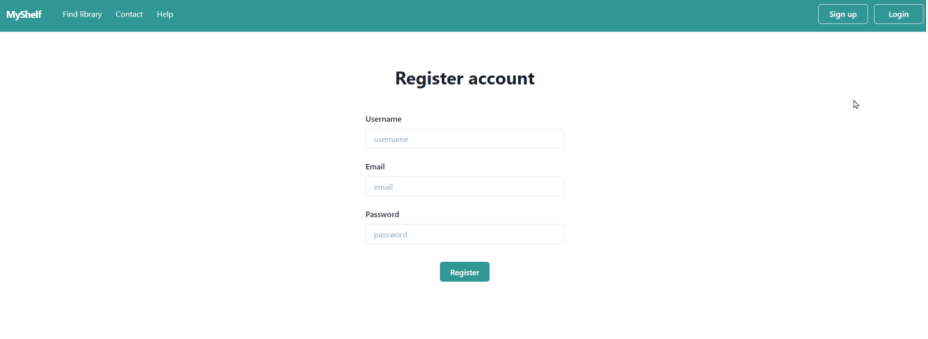 MyShelf Find library Contact Help Sign up Login
Register account
Username
username
Email
email
Password
password
Register